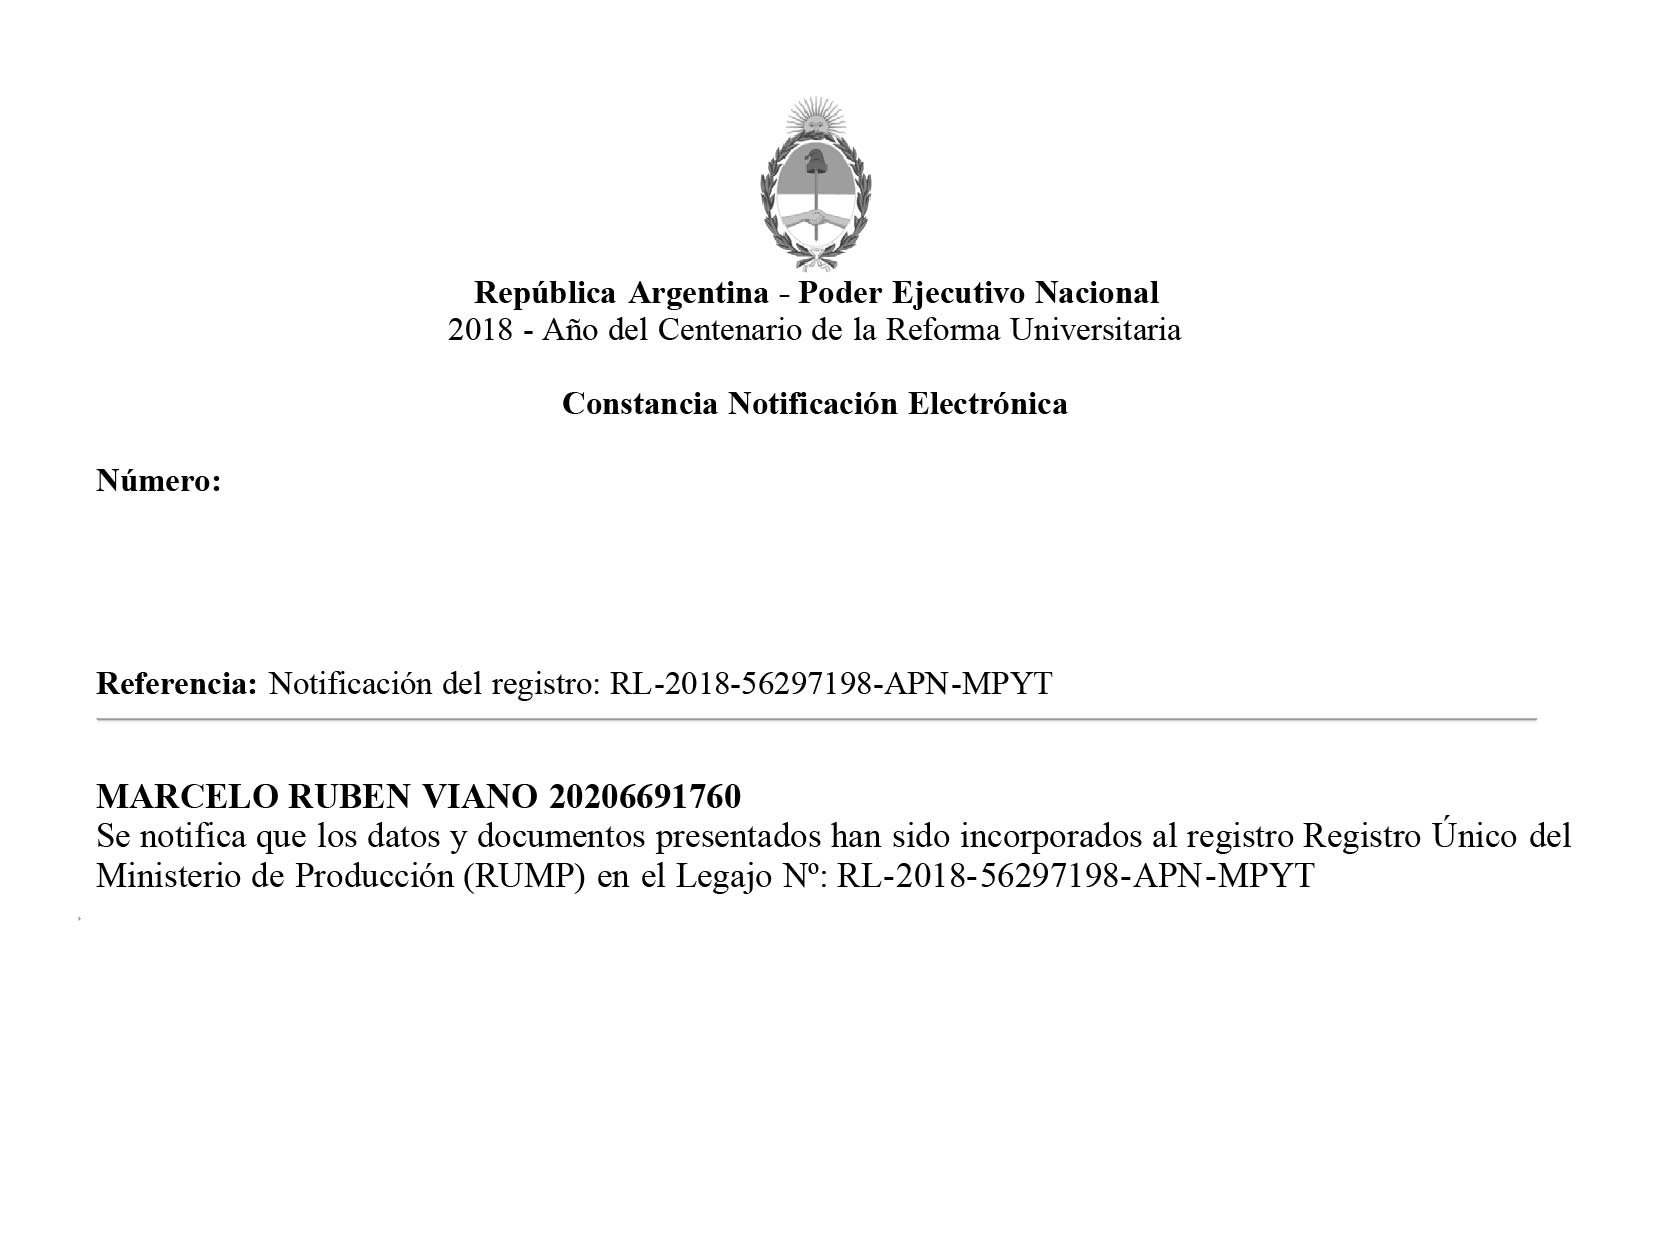 República Argentina - Poder Ejecutivo Nacional
2018 - Año del Centenario de la Reforma Universitaria
Constancia Notificación Electrónica
Número:
Referencia: Notificación del registro: RL-2018-56297198-APN-MPYT
MARCELO RUBEN VIANO 20206691760
Se notifica que los datos y documentos presentados han sido incorporados al registro Registro Único del
Ministerio de Producción (RUMP) en el Legajo Nº: RL-2018-56297198-APN-MPYT